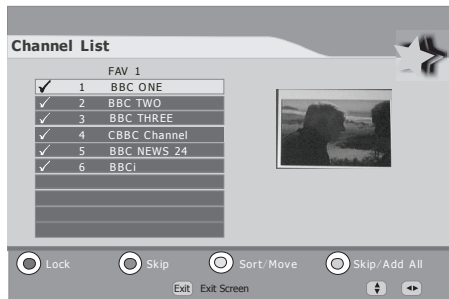 Channel List
FAV 1
✓ 1 BBC ONE
✓ 2 BBC TWO
✓ 3 BBC THREE
✓ 4 CBBC Channel
✓ 5 BBC NEWS 24
✓ 6 BBCi
Lock Skip Sort/Move Skip/Add All
Exit Exit Screen